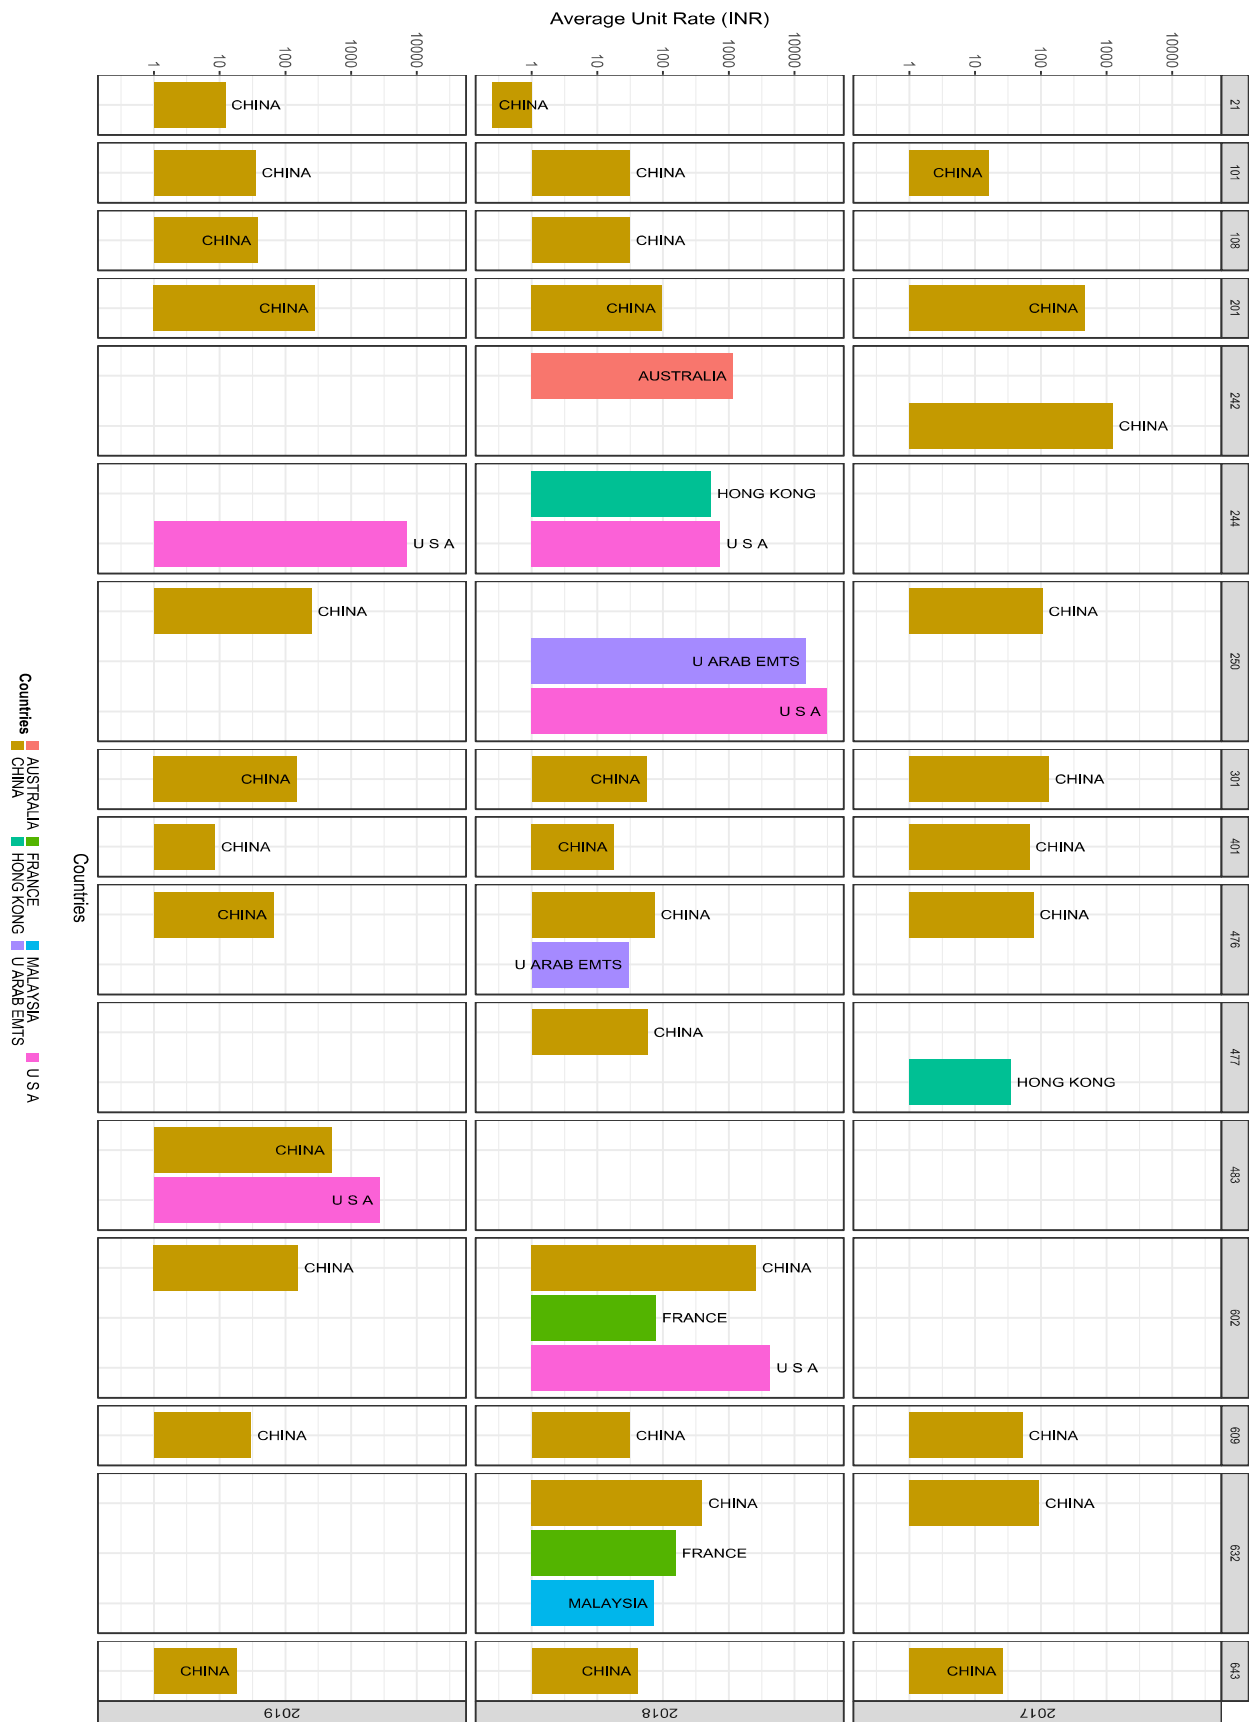 Average Unit Rate (INR)
1 10 100 1000 10000
1 10 100 1000 10000
1 10 100 1000 10000
CHINA CHINA 21
CHINA CHINA CHINA 101
CHINA CHINA 108
CHINA CHINA CHINA 201
AUSTRALIA 242
CHINA
HONG KONG 244
U S A U S A
CHINA CHINA 250
U ARAB EMTS
U S A
CHINA CHINA CHINA 301
CHINA CHINA CHINA 401
CHINA CHINA CHINA 476
U ARAB EMTS
CHINA 477
HONG KONG
CHINA 483
U S A
CHINA CHINA 602
FRANCE
U S A
CHINA CHINA CHINA 609
CHINA CHINA 632
FRANCE
MALAYSIA
CHINA CHINA CHINA 643
2019 2018 2017
Countries
Countries
AUSTRALIA FRANCE MALAYSIA U S A
CHINA HONG KONG U ARAB EMTS